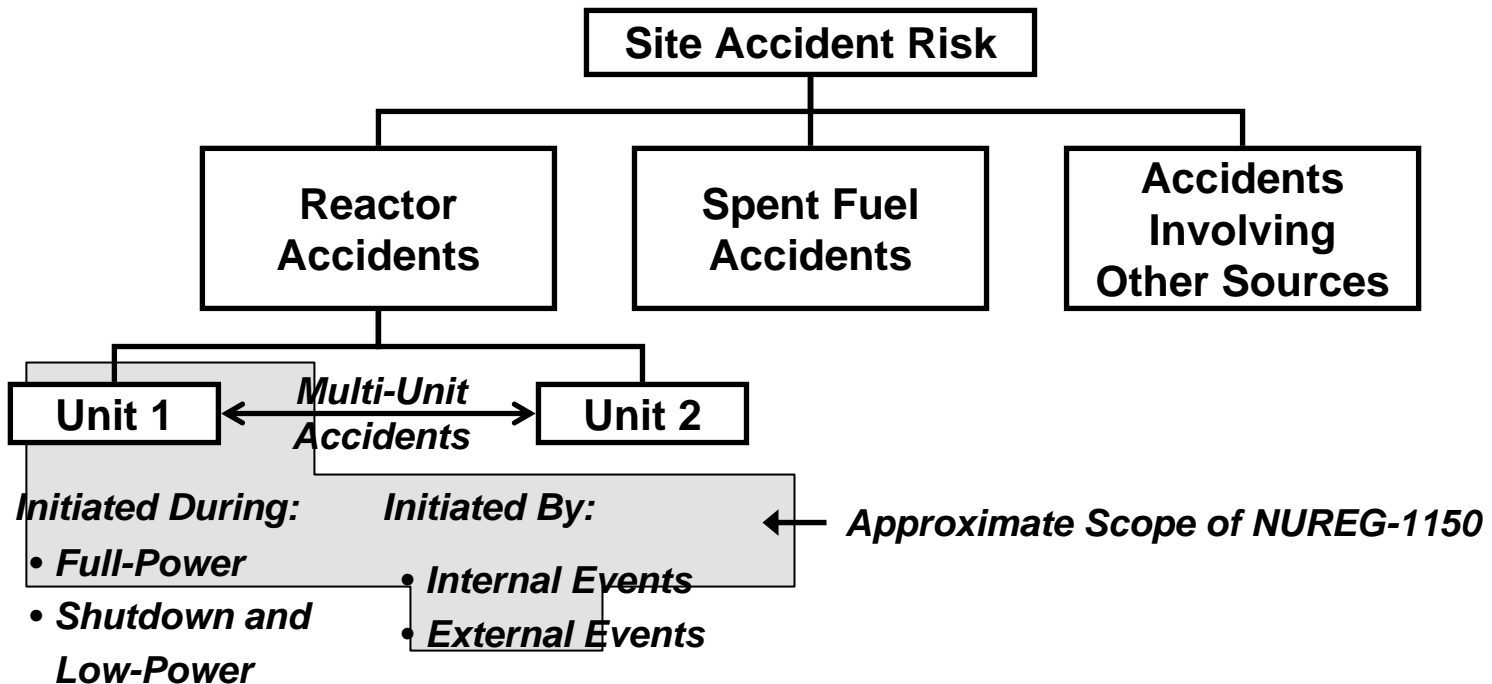 Site Accident Risk
Reactor
Accidents
Spent Fuel
Accidents
Accidents
Involving
Other Sources
Unit 1
Multi-Unit
Accidents
Unit 2
Initiated During:
• Full-Power
• Shutdown and
Low-Power
Initiated By:
• Internal Events
• External Events
Approximate Scope of NUREG-1150